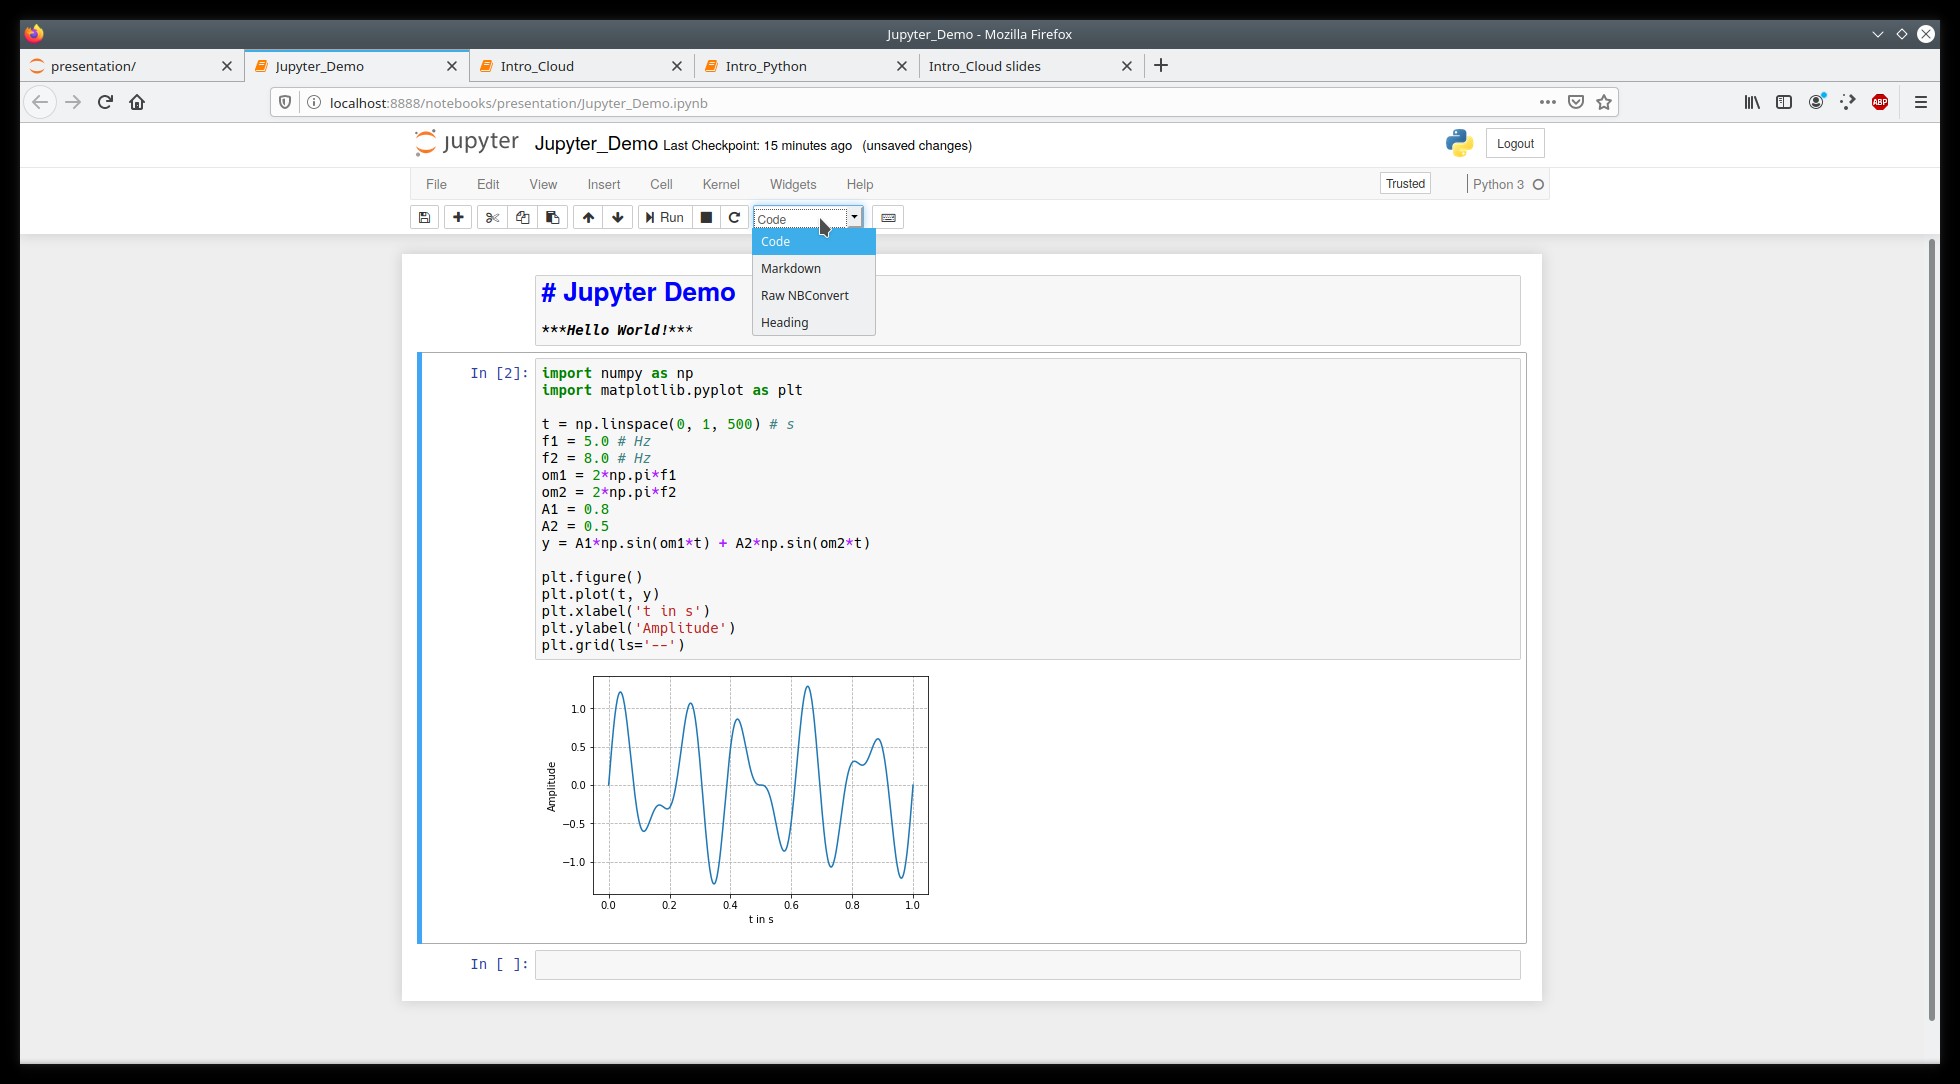 Jupyter_Demo - Mozilla Firefox
presentation/ Jupyter_Demo Intro_Cloud Intro_Python Intro_Cloud slides
localhost:8888/notebooks/presentation/Jupyter_Demo.ipynb
ABP
jupyter Jupyter_Demo Last Checkpoint: 15 minutes ago (unsaved changes) Logout
File Edit View Insert Cell Kernel Widgets Help Trusted Python 3
Run Code
Code
Markdown
Raw NBConvert
Heading
# Jupyter Demo
***Hello World!***
In [2]:
import numpy as np
import matplotlib.pyplot as plt
t = np.linspace(0, 1, 500) # s
f1 = 5.0 # Hz
f2 = 8.0 # Hz
om1 = 2*np.pi*f1
om2 = 2*np.pi*f2
A1 = 0.8
A2 = 0.5
y = A1*np.sin(om1*t) + A2*np.sin(om2*t)
plt.figure()
plt.plot(t, y)
plt.xlabel('t in s')
plt.ylabel('Amplitude')
plt.grid(ls='--')
1.0
0.5
0.0
−0.5
−1.0
Amplitude
0.0 0.2 0.4 0.6 0.8 1.0
t in s
In [ ]: